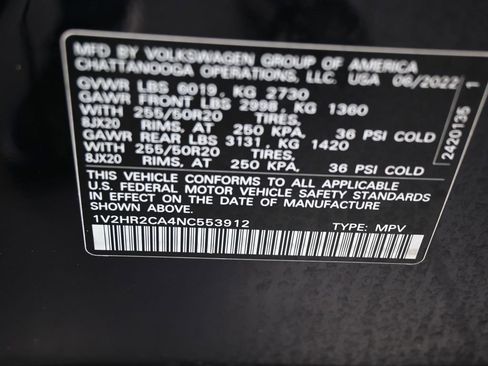 MFD BY VOLKSWAGEN GROUP OF AMERICA
CHATTANOOGA OPERATIONS, LLC. USA 06/2022
GVWR LBS 6019, KG 2730
GAWR FRONT LBS 2998, KG 1360
WITH 255/50R20 TIRES,
8JX20 RIMS, AT 250 KPA, 36 PSI COLD
GAWR REAR LBS 3131, KG 1420
WITH 255/50R20 TIRES,
8JX20 RIMS, AT 250 KPA, 36 PSI COLD
THIS VEHICLE CONFORMS TO ALL APPLICABLE
U.S. FEDERAL MOTOR VEHICLE SAFETY STANDARDS
IN EFFECT ON THE DATE OF MANUFACTURE
SHOWN ABOVE.
1V2HR2CA4NC553912 TYPE: MPV
2420135 1